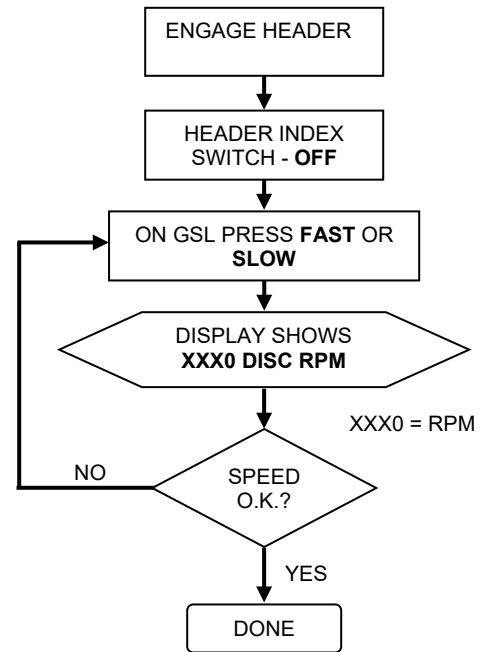 ENGAGE HEADER
HEADER INDEX
SWITCH - OFF
ON GSL PRESS FAST OR
SLOW
DISPLAY SHOWS
XXX0 DISC RPM
XXX0 = RPM
NO
SPEED
O.K.?
YES
DONE